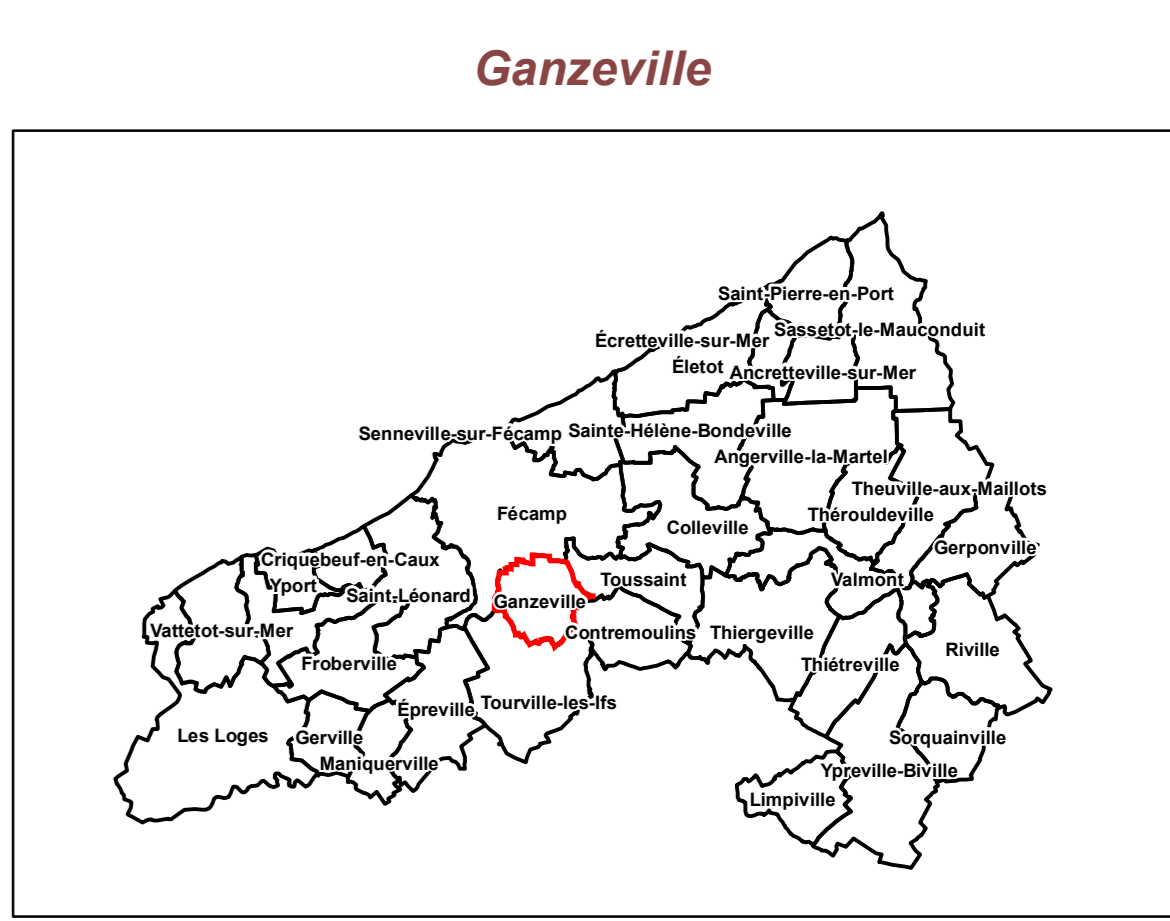 Ganzeville
Saint-Pierre-en-Port
Sassetot-le-Mauconduit
Écretteville-sur-Mer
Életot
Ancretteville-sur-Mer
Senneville-sur-Fécamp
Sainte-Hélène-Bondeville
Angerville-la-Martel
Theuville-aux-Maillots
Fécamp
Thérouldeville
Colleville
Gerponville
Criquebeuf-en-Caux
Toussaint
Valmont
Yport
Saint-Léonard
Ganzeville
Vattetot-sur-Mer
Contremoulins
Thiergeville
Riville
Froberville
Thiétreville
Tourville-les-Ifs
Épreville
Les Loges
Gerville
Sorquainville
Maniquerville
Ypreville-Biville
Limpiville